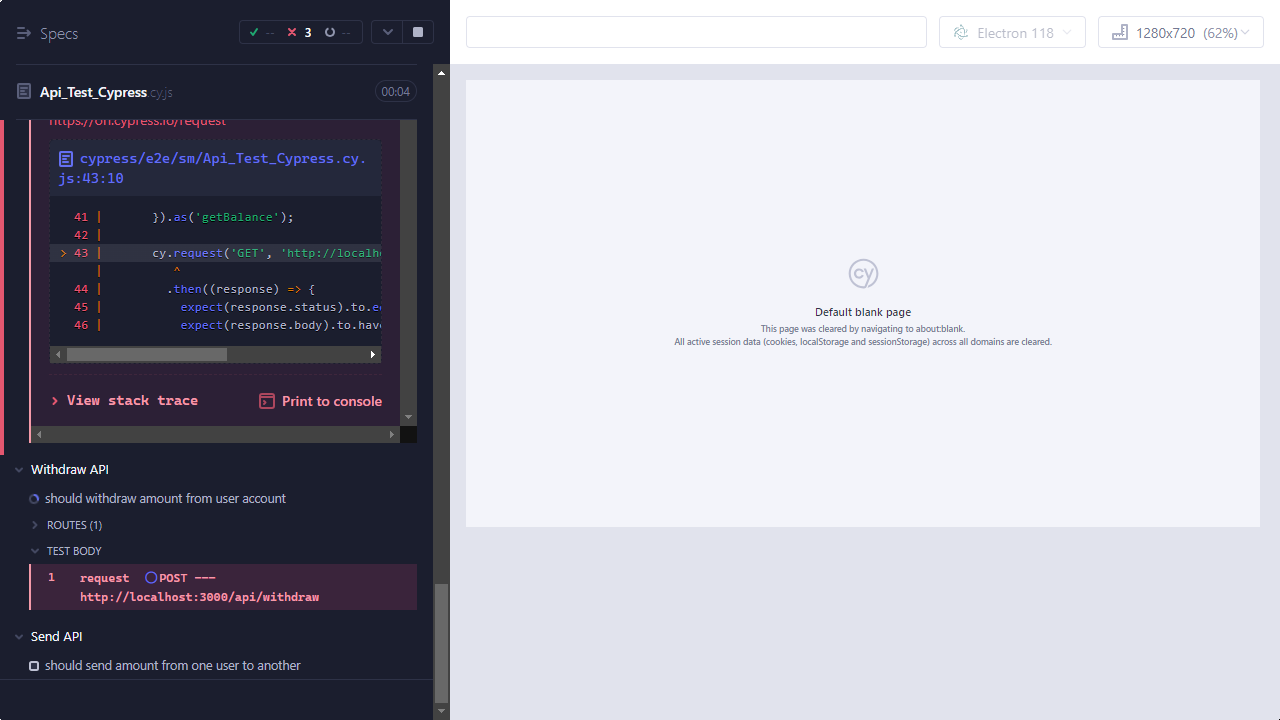 Specs
-- 3 --
Electron 118
1280x720 (62%)
Api_Test_Cypress.cy.js
00:04
https://on.cypress.io/request
cypress/e2e/sm/Api_Test_Cypress.cy.
js:43:10
41 | }).as('getBalance');
42 |
> 43 | cy.request('GET', 'http://localh
| ^
44 | .then((response) => {
45 | expect(response.status).to.e
46 | expect(response.body).to.hav
View stack trace
Print to console
Withdraw API
should withdraw amount from user account
ROUTES (1)
TEST BODY
1 request POST ---
http://localhost:3000/api/withdraw
Send API
should send amount from one user to another
cy
Default blank page
This page was cleared by navigating to about:blank.
All active session data (cookies, localStorage and sessionStorage) across all domains are cleared.